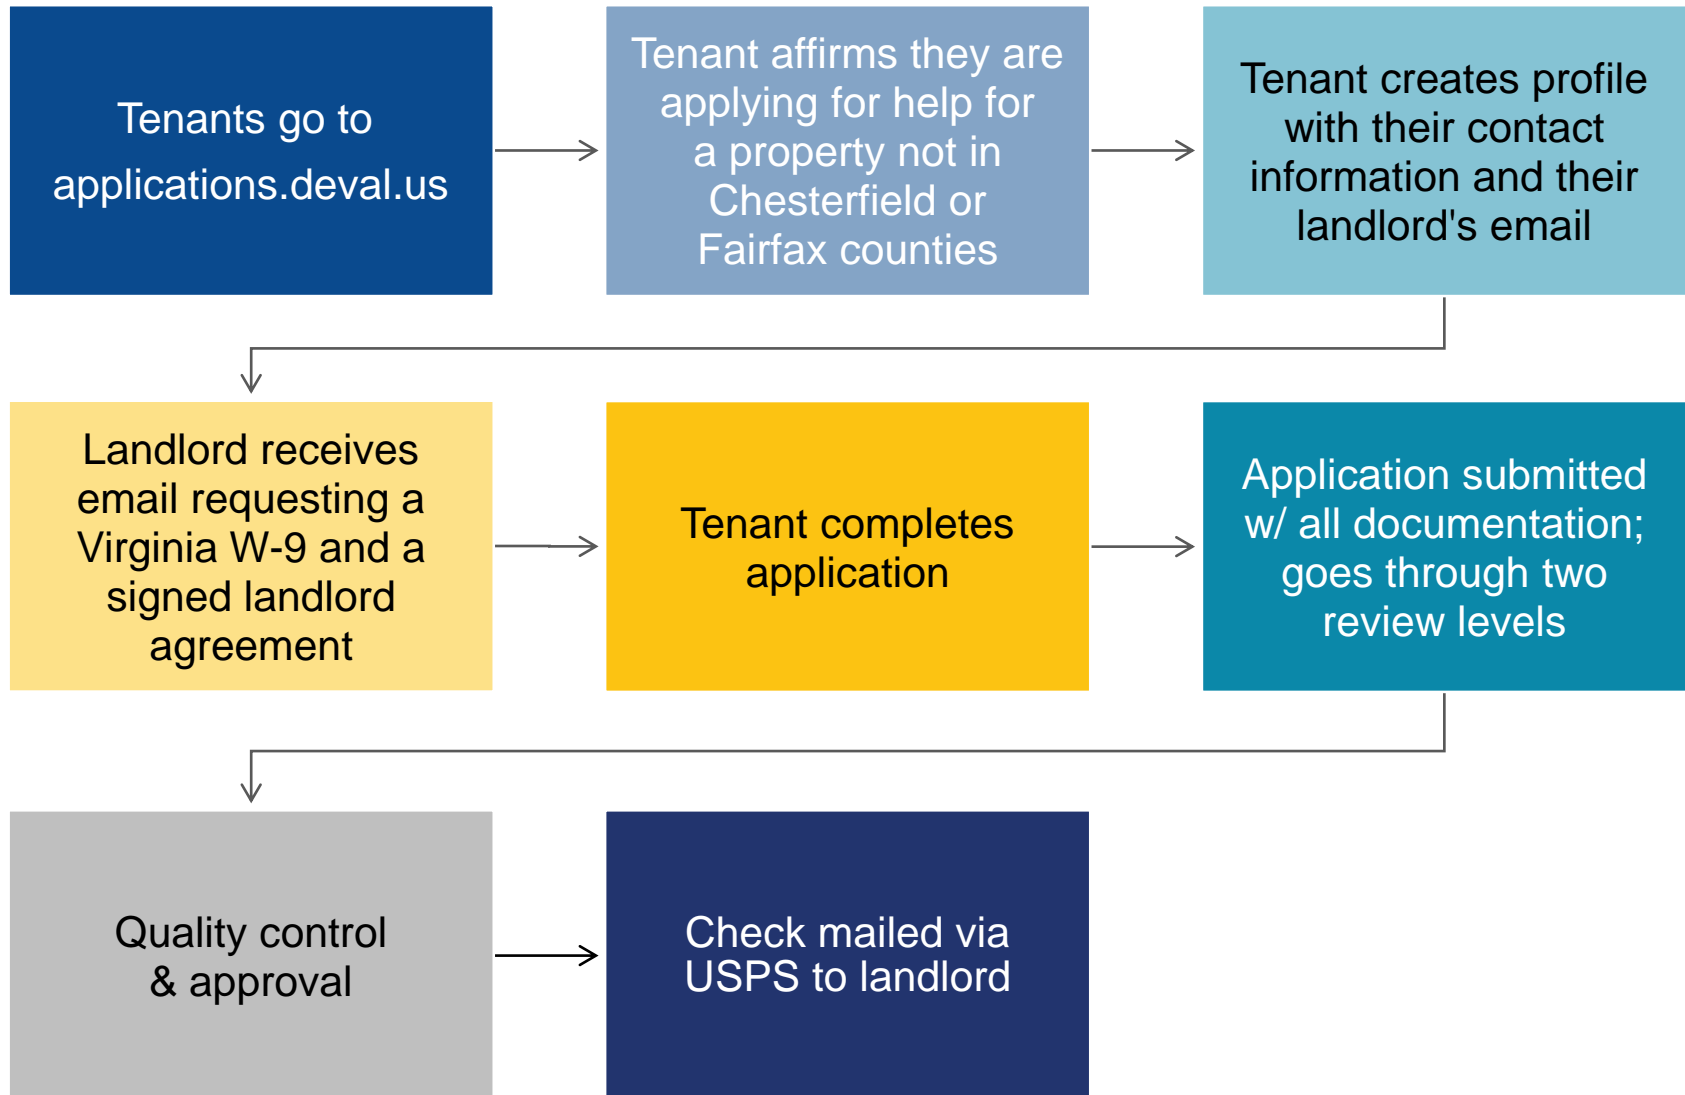 Tenants go to
applications.deval.us
Tenant affirms they are
applying for help for
a property not in
Chesterfield or
Fairfax counties
Tenant creates profile
with their contact
information and their
landlord's email
Landlord receives
email requesting a
Virginia W-9 and a
signed landlord
agreement
Tenant completes
application
Application submitted
w/ all documentation;
goes through two
review levels
Quality control
& approval
Check mailed via
USPS to landlord